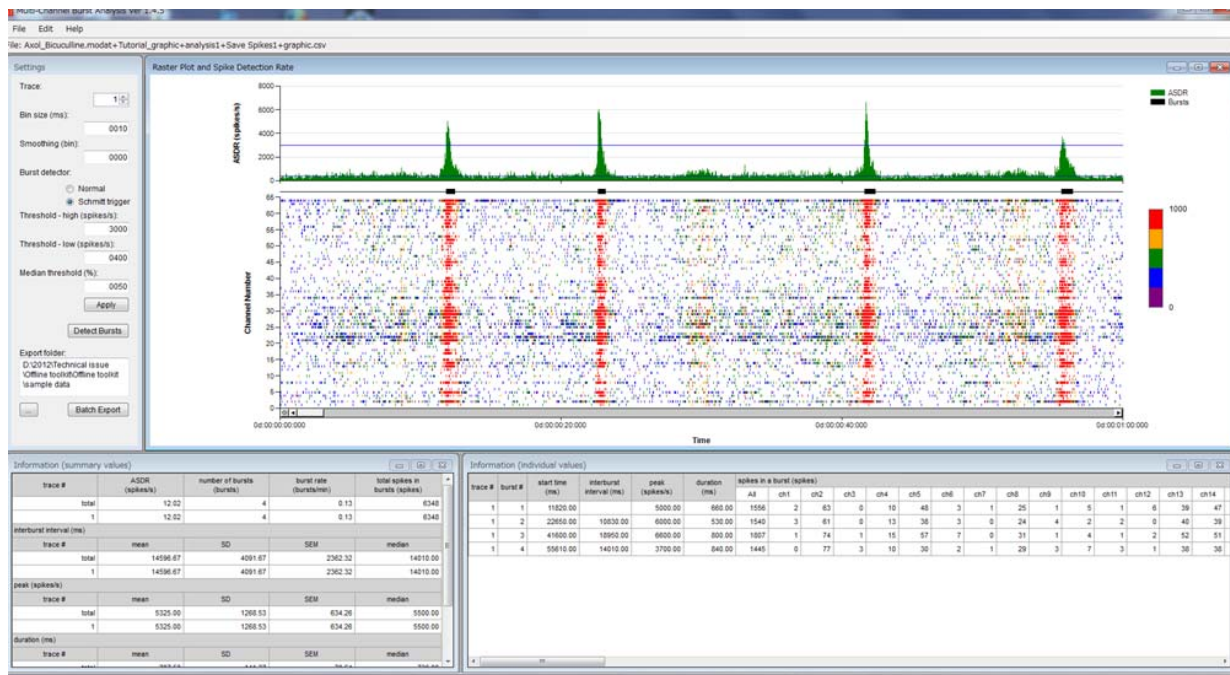 Multi-Channel Burst Analysis ver 1.4.3
File Edit Help
File: Axol_Bicuculline.modat+Tutorial_graphic+analysis1+Save Spikes1+graphic.csv
Settings
Trace:
1
Bin size (ms):
0010
Smoothing (bin):
0000
Burst detector:
Normal
Schmitt trigger
Threshold - high (spikes/s):
3000
Threshold - low (spikes/s):
0400
Median threshold (%):
0050
Apply
Detect Bursts
Export folder:
D:\2012\Technical issue
\Offline toolkit\Offline toolkit
\sample data
...
Batch Export
Raster Plot and Spike Detection Rate
ASDR (spikes/s)
8000
6000
4000
2000
0
ASDR
Bursts
Channel Number
65
60
55
50
45
40
35
30
25
20
15
10
5
0
1000
0
0d:00:00:00:000 0d:00:00:20:000 0d:00:00:40:000 0d:00:01:00:000
Time
Information (summary values)
trace # ASDR (spikes/s) number of bursts (bursts) burst rate (bursts/min) total spikes in bursts (spikes)
total 12.02 4 0.13 6348
1 12.02 4 0.13 6348
interburst interval (ms)
trace # mean SD SEM median
total 14596.67 4091.67 2362.32 14010.00
1 14596.67 4091.67 2362.32 14010.00
peak (spikes/s)
trace # mean SD SEM median
total 5325.00 1268.53 634.26 5500.00
1 5325.00 1268.53 634.26 5500.00
duration (ms)
trace # mean SD SEM median
Information (individual values)
trace # burst # start time (ms) interburst interval (ms) peak (spikes/s) duration (ms) spikes in a burst (spikes)
All ch1 ch2 ch3 ch4 ch5 ch6 ch7 ch8 ch9 ch10 ch11 ch12 ch13 ch14
1 1 11820.00 5000.00 660.00 1556 2 63 0 10 48 3 1 25 1 5 1 6 39 47
1 2 22650.00 10830.00 6000.00 530.00 1540 3 61 0 13 38 3 0 24 4 2 2 0 40 39
1 3 41600.00 18950.00 6600.00 800.00 1807 1 74 1 15 57 7 0 31 1 4 1 2 52 51
1 4 55610.00 14010.00 3700.00 840.00 1445 0 77 3 10 30 2 1 29 3 7 3 1 38 38